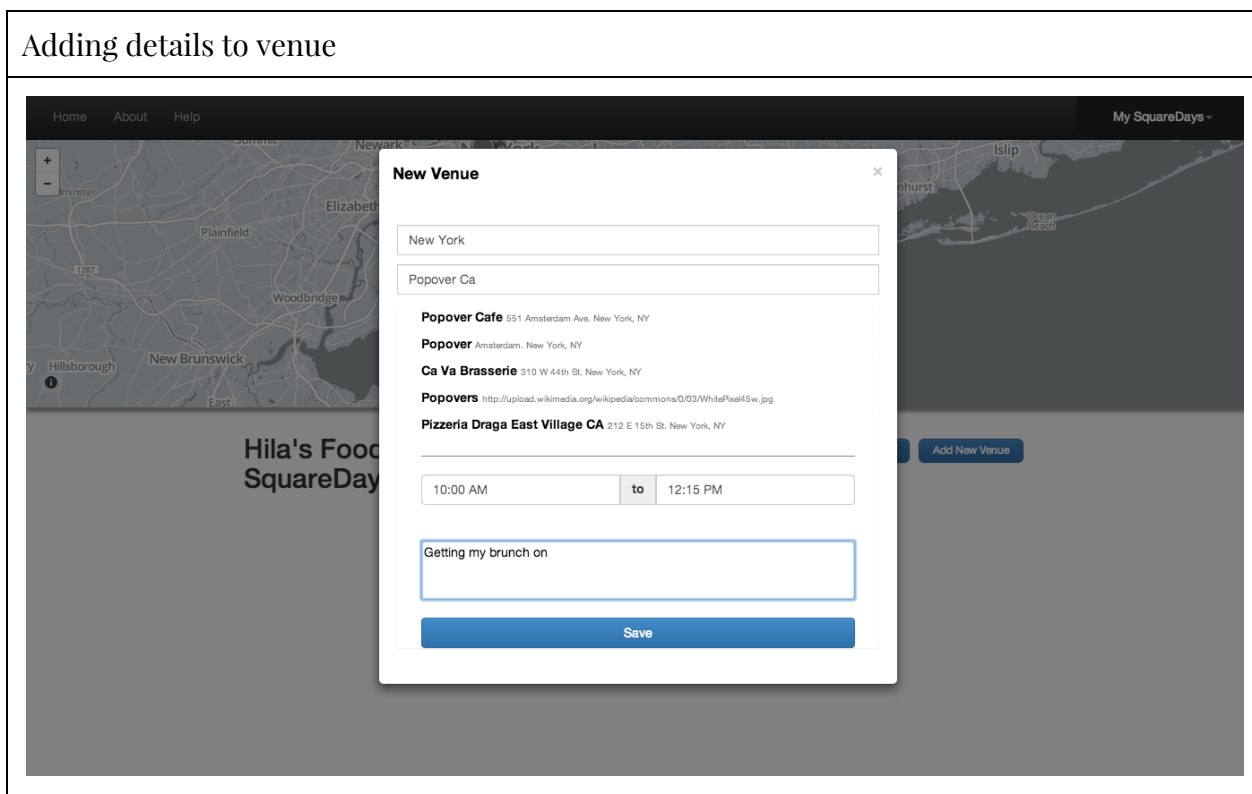 Adding details to venue
Home About Help My SquareDays
Newark
Islip
+
-
Elizabeth
Plainfield
Ocean
Beach
I287
Woodbridge
New Brunswick
Hillsborough
East
New Venue ×
New York
Popover Ca
Popover Cafe 551 Amsterdam Ave. New York, NY
Popover Amsterdam. New York, NY
Ca Va Brasserie 310 W 44th St. New York, NY
Popovers http://upload.wikimedia.org/wikipedia/commons/0/03/WhitePixel45w.jpg
Pizzeria Draga East Village CA 212 E 15th St. New York, NY
Hila's Food
SquareDay
Add New Venue
10:00 AM to 12:15 PM
Getting my brunch on
Save